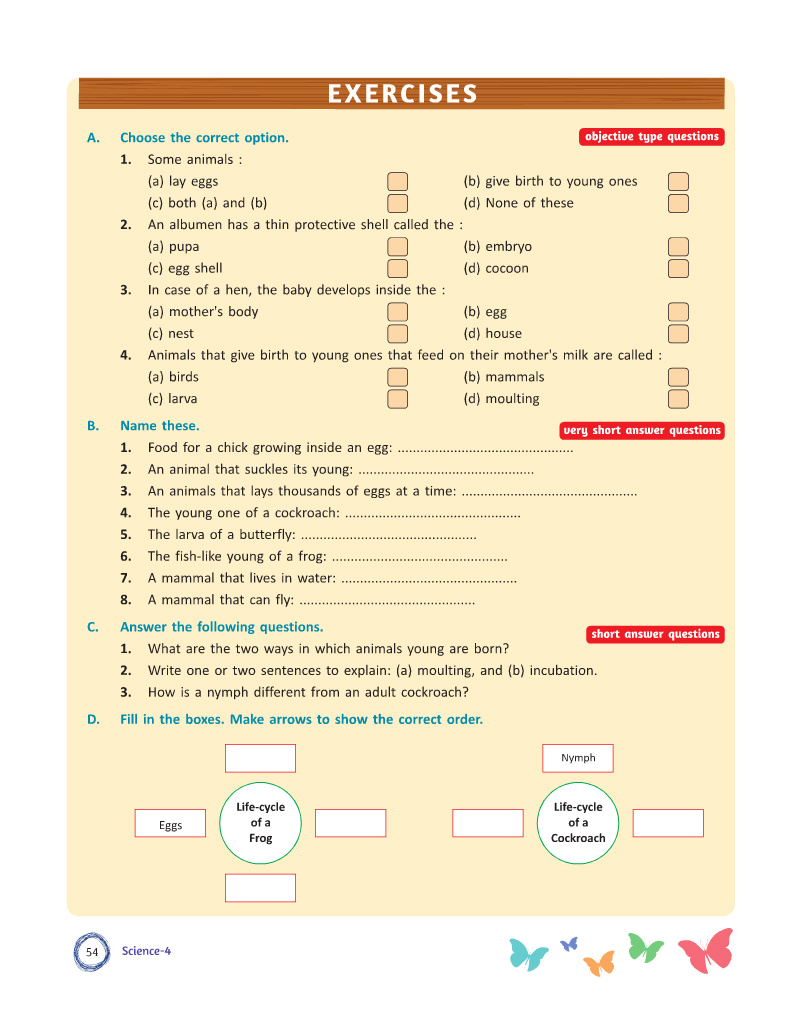 EXERCISES
A. Choose the correct option.
objective type questions
1. Some animals :
(a) lay eggs (b) give birth to young ones
(c) both (a) and (b) (d) None of these
2. An albumen has a thin protective shell called the :
(a) pupa (b) embryo
(c) egg shell (d) cocoon
3. In case of a hen, the baby develops inside the :
(a) mother's body (b) egg
(c) nest (d) house
4. Animals that give birth to young ones that feed on their mother's milk are called :
(a) birds (b) mammals
(c) larva (d) moulting
B. Name these.
very short answer questions
1. Food for a chick growing inside an egg: ...............................................
2. An animal that suckles its young: ...............................................
3. An animals that lays thousands of eggs at a time: ...............................................
4. The young one of a cockroach: ...............................................
5. The larva of a butterfly: ...............................................
6. The fish-like young of a frog: ...............................................
7. A mammal that lives in water: ...............................................
8. A mammal that can fly: ...............................................
C. Answer the following questions.
short answer questions
1. What are the two ways in which animals young are born?
2. Write one or two sentences to explain: (a) moulting, and (b) incubation.
3. How is a nymph different from an adult cockroach?
D. Fill in the boxes. Make arrows to show the correct order.
Eggs
Life-cycle
of a
Frog
Nymph
Life-cycle
of a
Cockroach
54 Science-4